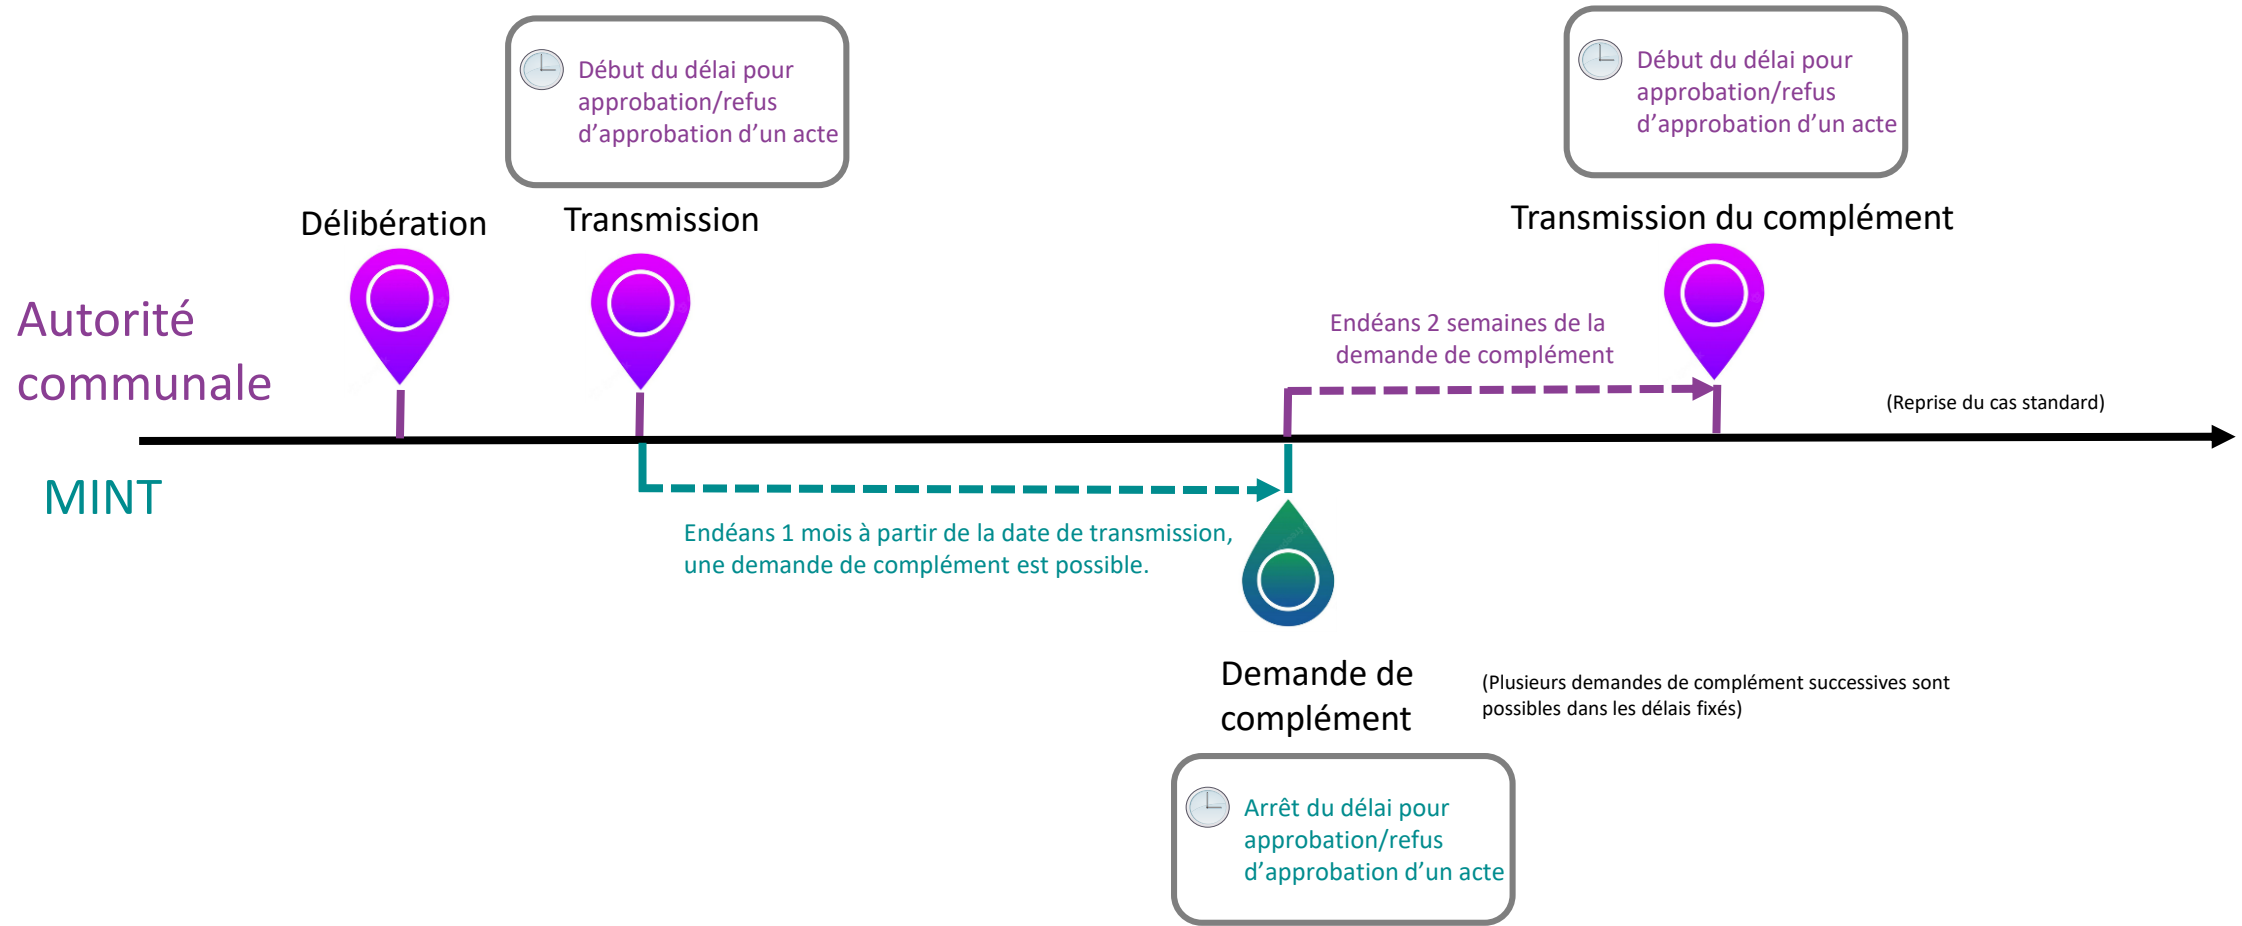 Début du délai pour
approbation/refus
d’approbation d’un acte
Début du délai pour
approbation/refus
d’approbation d’un acte
Délibération
Transmission
Transmission du complément
Autorité
communale
Endéans 2 semaines de la
demande de complément
(Reprise du cas standard)
MINT
Endéans 1 mois à partir de la date de transmission,
une demande de complément est possible.
Demande de
complément
(Plusieurs demandes de complément successives sont
possibles dans les délais fixés)
Arrêt du délai pour
approbation/refus
d’approbation d’un acte